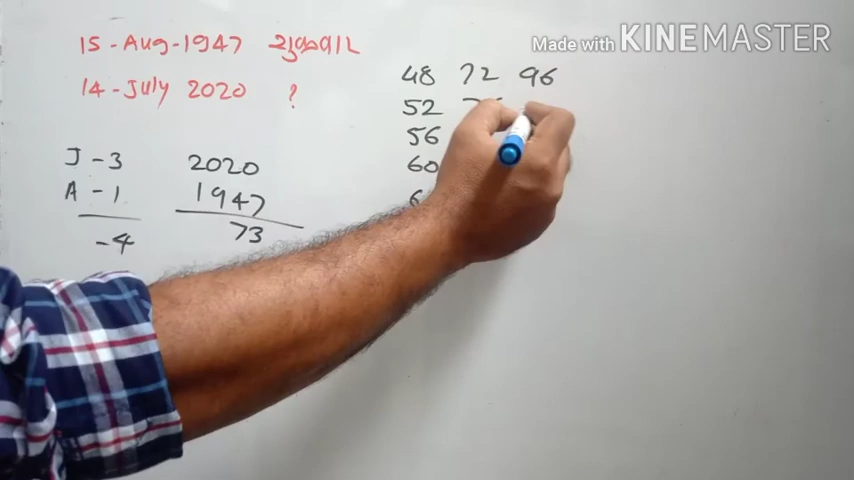 Made with KINEMASTER
15-Aug-1947 വെള്ളി
14-July 2020 ?
48 72 96
52
56
60
J - 3 2020
A - 1 1947
-4 73